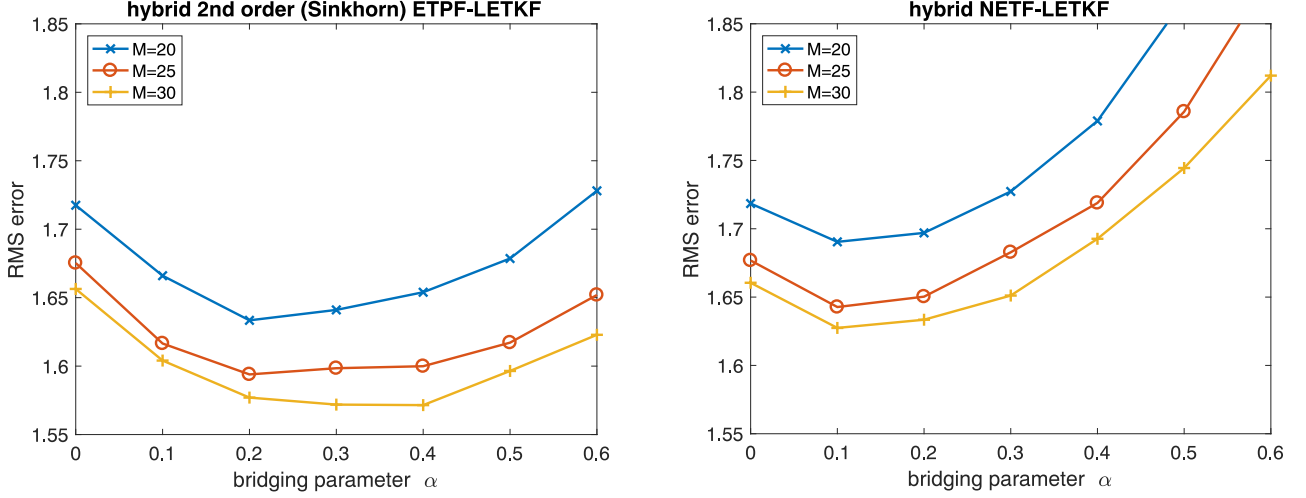 hybrid 2nd order (Sinkhorn) ETPF-LETKF
1.85
1.8
1.75
1.7
1.65
1.6
1.55
RMS error
M=20
M=25
M=30
0 0.1 0.2 0.3 0.4 0.5 0.6
bridging parameter α
hybrid NETF-LETKF
1.85
1.8
1.75
1.7
1.65
1.6
1.55
RMS error
M=20
M=25
M=30
0 0.1 0.2 0.3 0.4 0.5 0.6
bridging parameter α